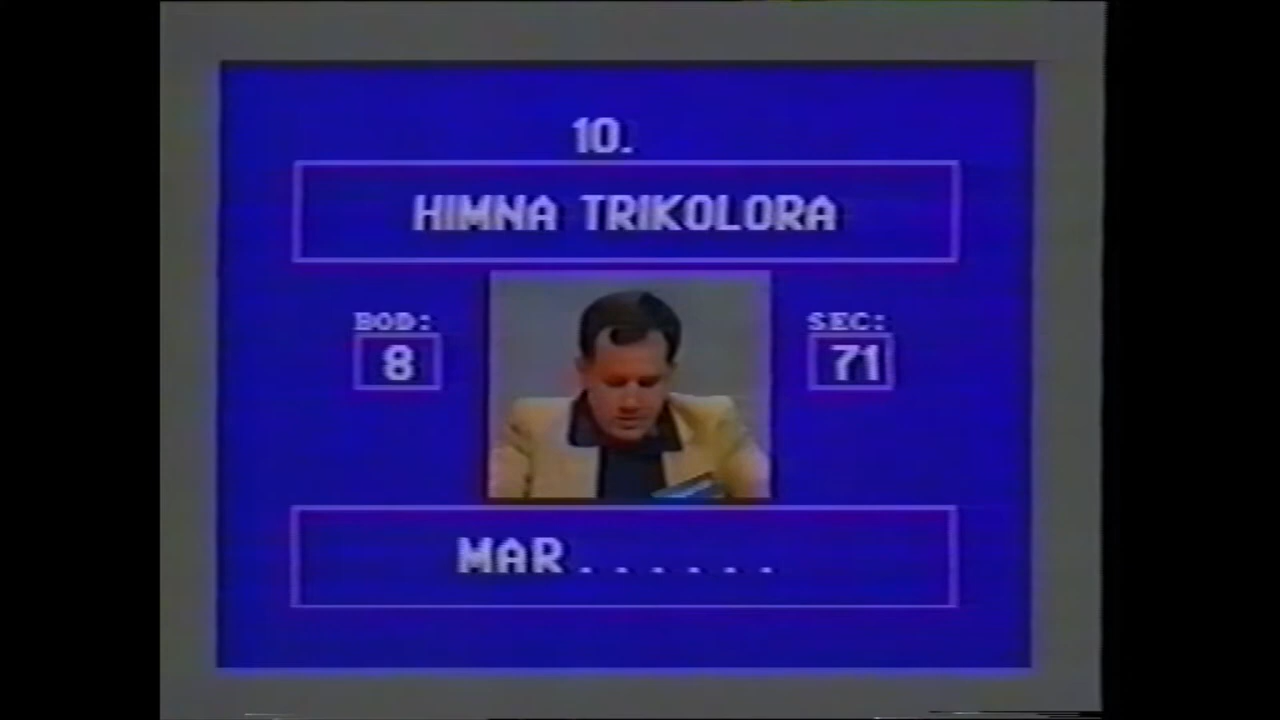 10.
HIMNA TRIKOLORA
BOD:
SEC:
8
71
MAR......